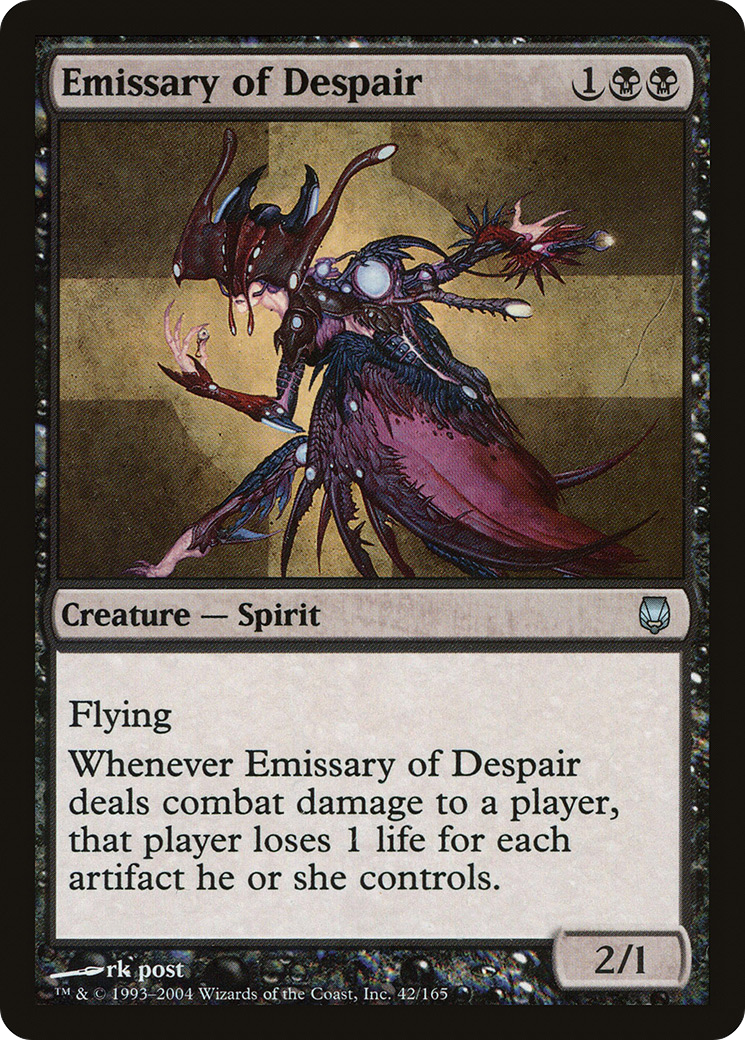 Emissary of Despair 1
Creature — Spirit
Flying
Whenever Emissary of Despair
deals combat damage to a player,
that player loses 1 life for each
artifact he or she controls.
2/1
rk post
™ & © 1993–2004 Wizards of the Coast, Inc. 42/165